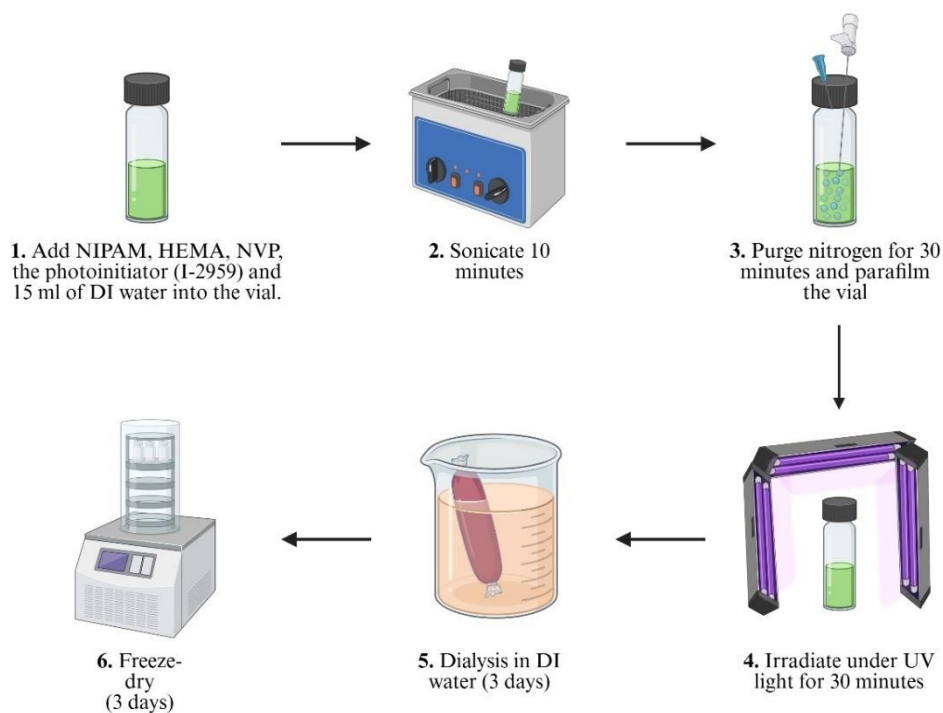 1. Add NIPAM, HEMA, NVP,
the photoinitiator (I-2959) and
15 ml of DI water into the vial.
2. Sonicate 10
minutes
3. Purge nitrogen for 30
minutes and parafilm
the vial
4. Irradiate under UV
light for 30 minutes
5. Dialysis in DI
water (3 days)
6. Freeze-
dry
(3 days)